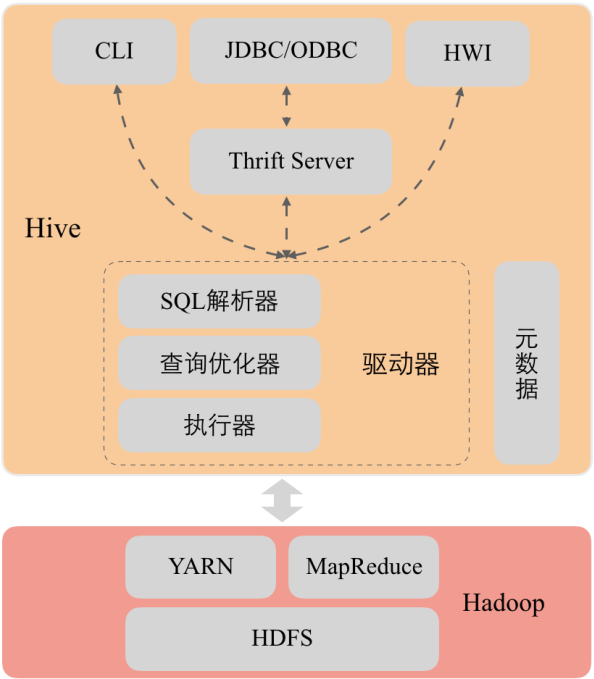 CLI
JDBC/ODBC
HWI
Thrift Server
Hive
SQL解析器
查询优化器
执行器
驱动器
元
数
据
YARN
MapReduce
Hadoop
HDFS